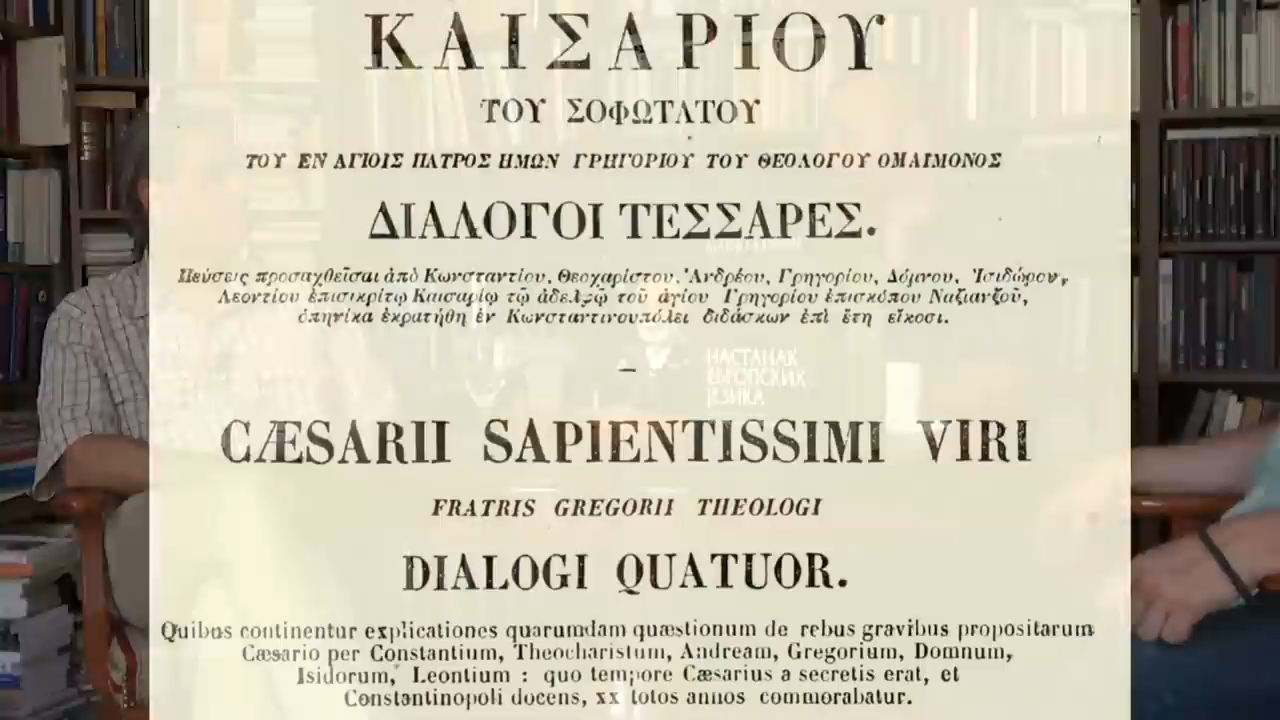 ΚΑΙΣΑΡΙΟΥ
ΤΟΥ ΣΟΦΩΤΑΤΟΥ
ΤΟΥ ΕΝ ΑΓΙΟΙΣ ΠΑΤΡΟΣ ΗΜΩΝ ΓΡΗΓΟΡΙΟΥ ΤΟΥ ΘΕΟΛΟΓΟΥ ΟΜΑΙΜΟΝΟΣ
ΔΙΑΛΟΓΟΙ ΤΕΣΣΑΡΕΣ.
Πεύσεις προσαχθεῖσαι ἀπὸ Κωνσταντίου, Θεοχαρίστου, Ἀνδρέου, Γρηγορίου, Δόμνου, Ἰσιδώρου,
Λεοντίου ἐπισικρίτῳ Καισαρίῳ τῷ ἀδελφῷ τοῦ ἁγίου Γρηγορίου ἐπισκόπου Ναζιανζοῦ,
ὁπηνίκα ἐκρατήθη ἐν Κωνσταντινουπόλει διδάσκων ἐπὶ ἔτη εἴκοσι.
–
НАСТАНАК
ЕВРОПСКИХ
ЈЕЗИКА
CÆSARII SAPIENTISSIMI VIRI
FRATRIS GREGORII THEOLOGI
DIALOGI QUATUOR.
Quibus continentur explicationes quarumdam quæstionum de rebus gravibus propositarum
Cæsario per Constantium, Theocharistum, Andream, Gregorium, Domnum,
Isidorum, Leontium : quo tempore Cæsarius a secretis erat, et
Constantinopoli docens, xx totos annos commorabatur.